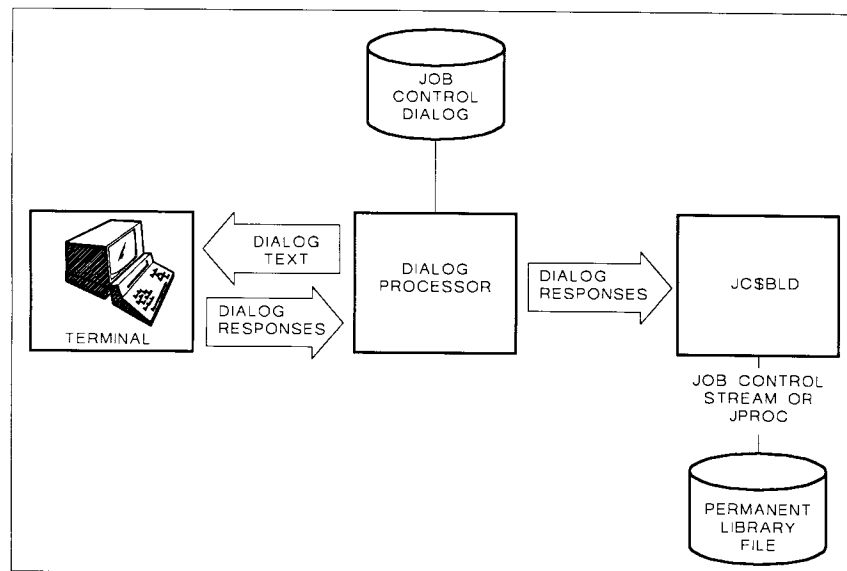 JOB
CONTROL
DIALOG
DIALOG
TEXT
DIALOG
RESPONSES
TERMINAL
DIALOG
PROCESSOR
DIALOG
RESPONSES
JC$BLD
JOB CONTROL
STREAM OR
JPROC
PERMANENT
LIBRARY
FILE